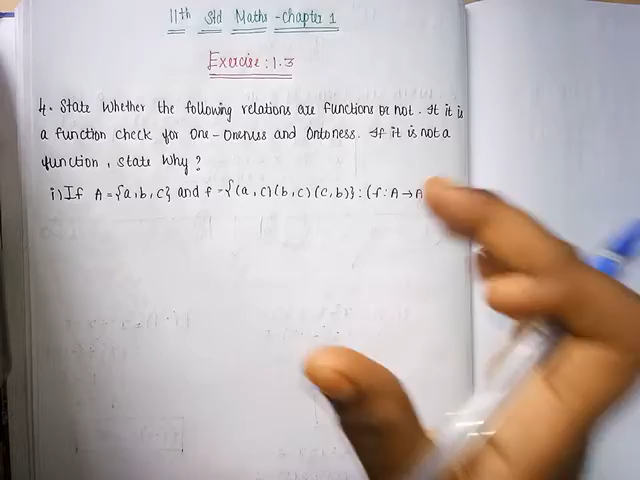 11th Std Maths - chapter 1
Exercise : 1.3
4. State Whether the following relations are functions or not. It it is
a function check for One-Oneness and Ontoness. If it is not a
function, state Why?
i) If A = {a, b, c} and f = {(a, c) (b, c) (c, b)} : (f : A → A